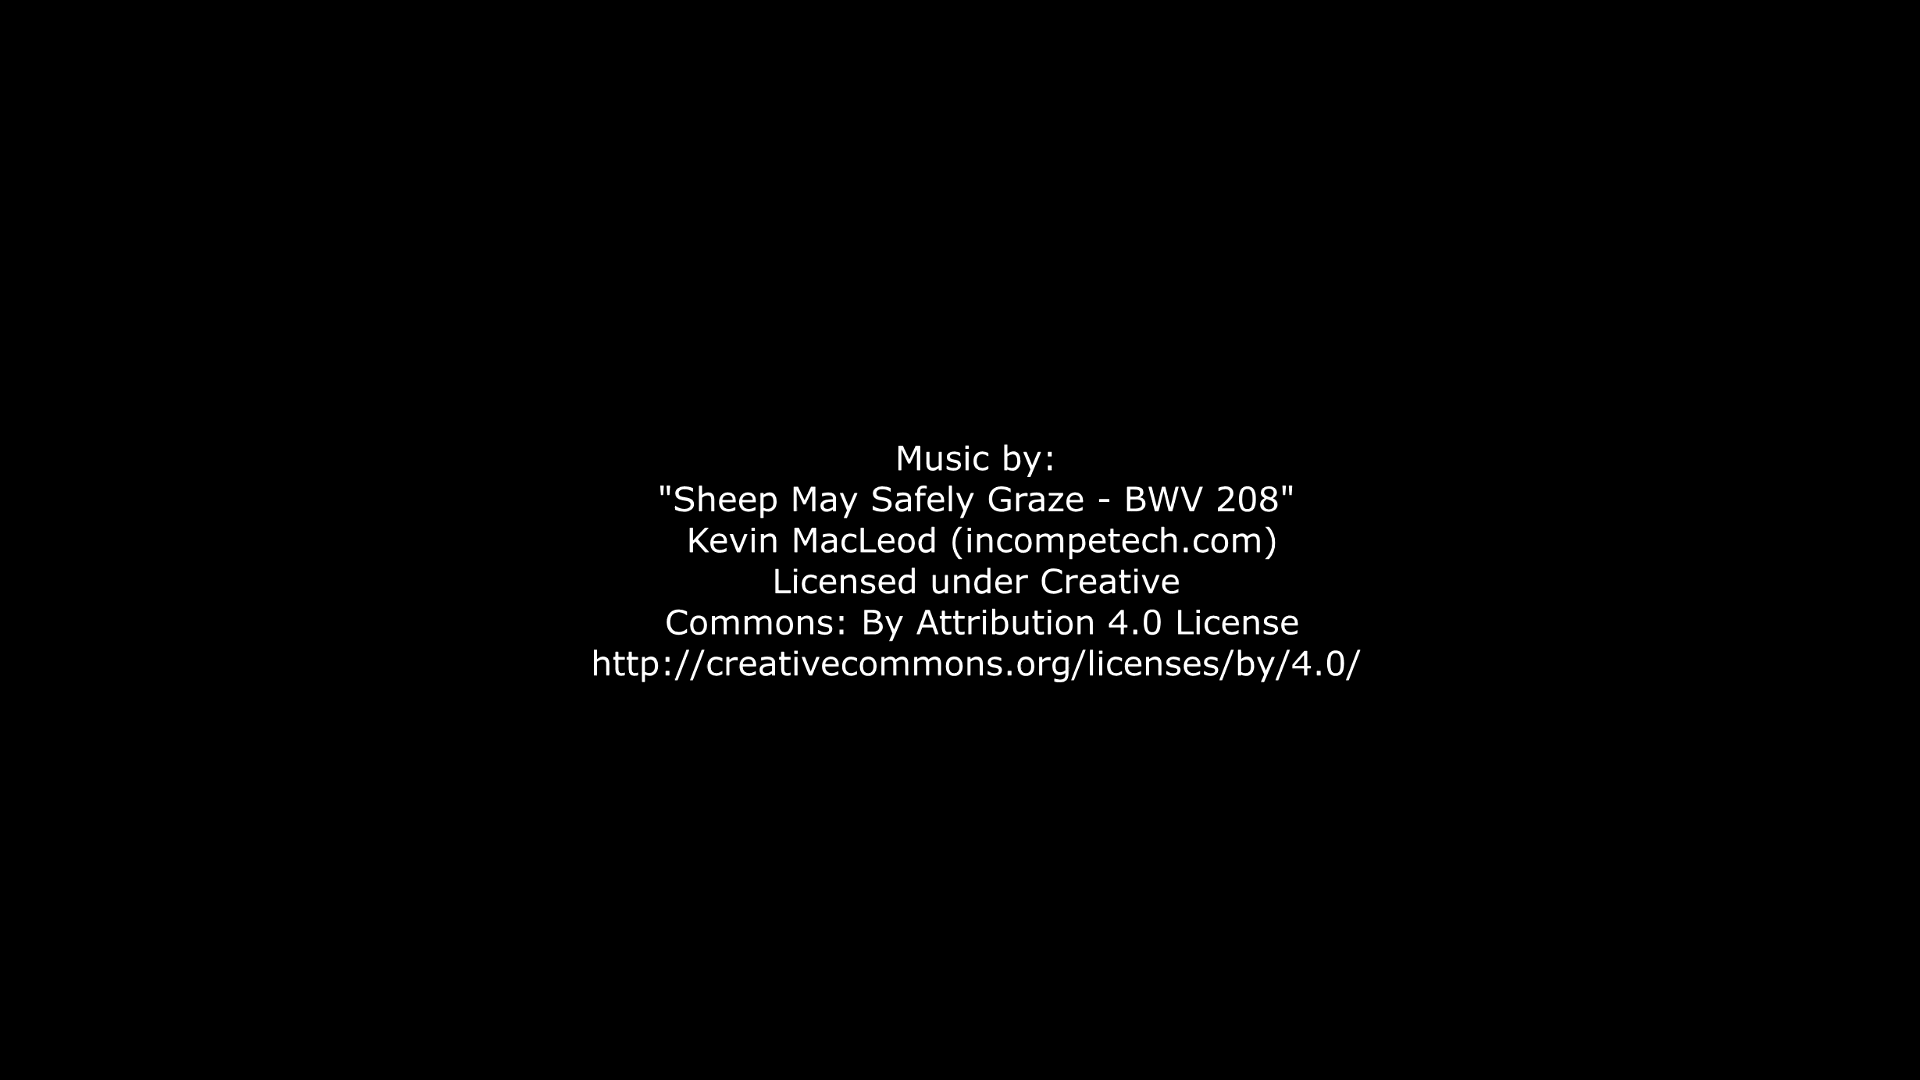 Music by:
"Sheep May Safely Graze - BWV 208"
Kevin MacLeod (incompetech.com)
Licensed under Creative
Commons: By Attribution 4.0 License
http://creativecommons.org/licenses/by/4.0/